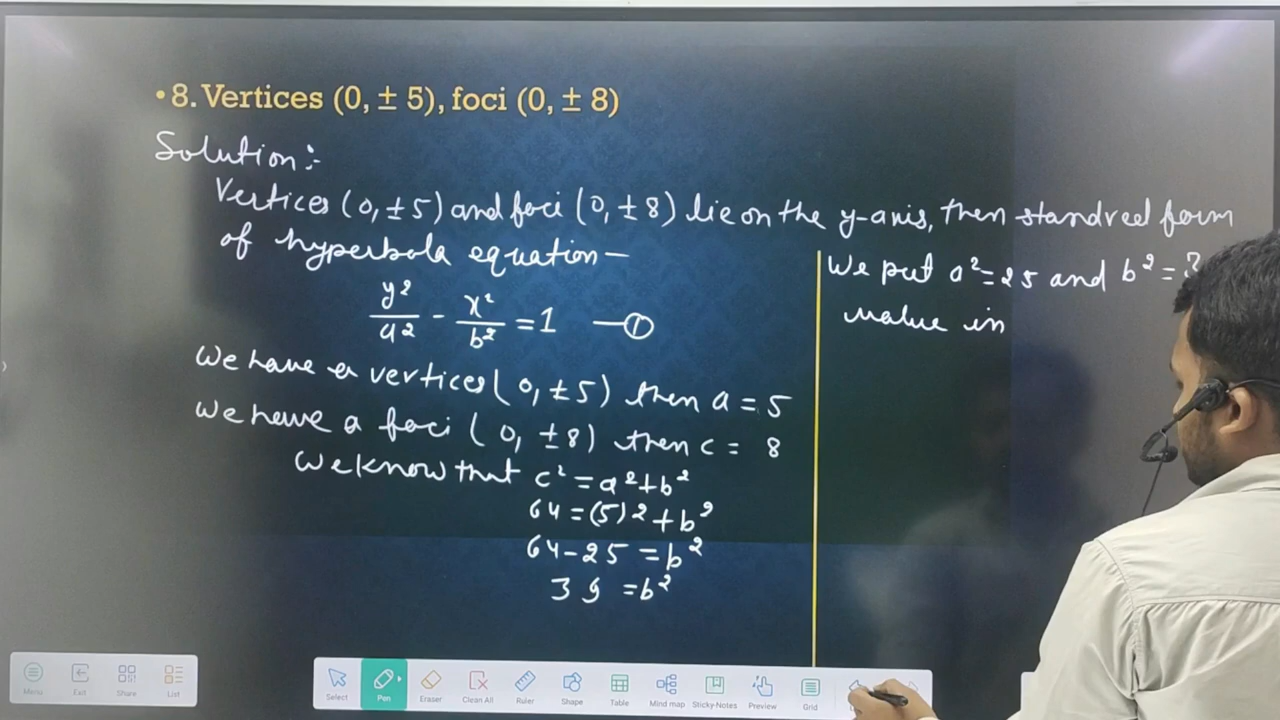 • 8. Vertices (0, ± 5), foci (0, ± 8)
Solution :-
Vertices (0, ±5) and foci (0, ±8) lie on the y-axis, then standred form
of hyperbola equation —
y²/a² - x²/b² = 1 —①
We have a vertices (0, ±5) then a = 5
We have a foci (0, ±8) then c = 8
We know that c² = a² + b²
64 = (5)² + b²
64 - 25 = b²
39 = b²
We put a² = 25 and b² = 3
value in
Menu
Exit
Share
List
Select
Pen
Eraser
Clean All
Ruler
Shape
Table
Mind map
Sticky-Notes
Preview
Grid